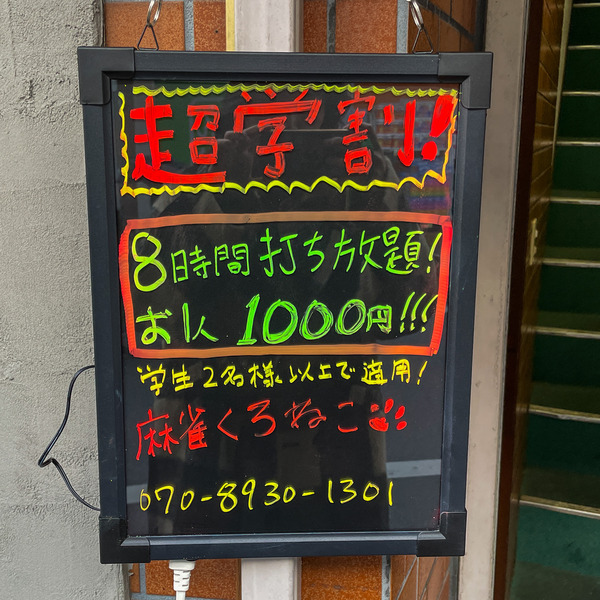 超学割!
8時間打ち放題!
お1人 1000円!!!
学生2名様以上で適用!
麻雀くろねこ
070-8930-1301